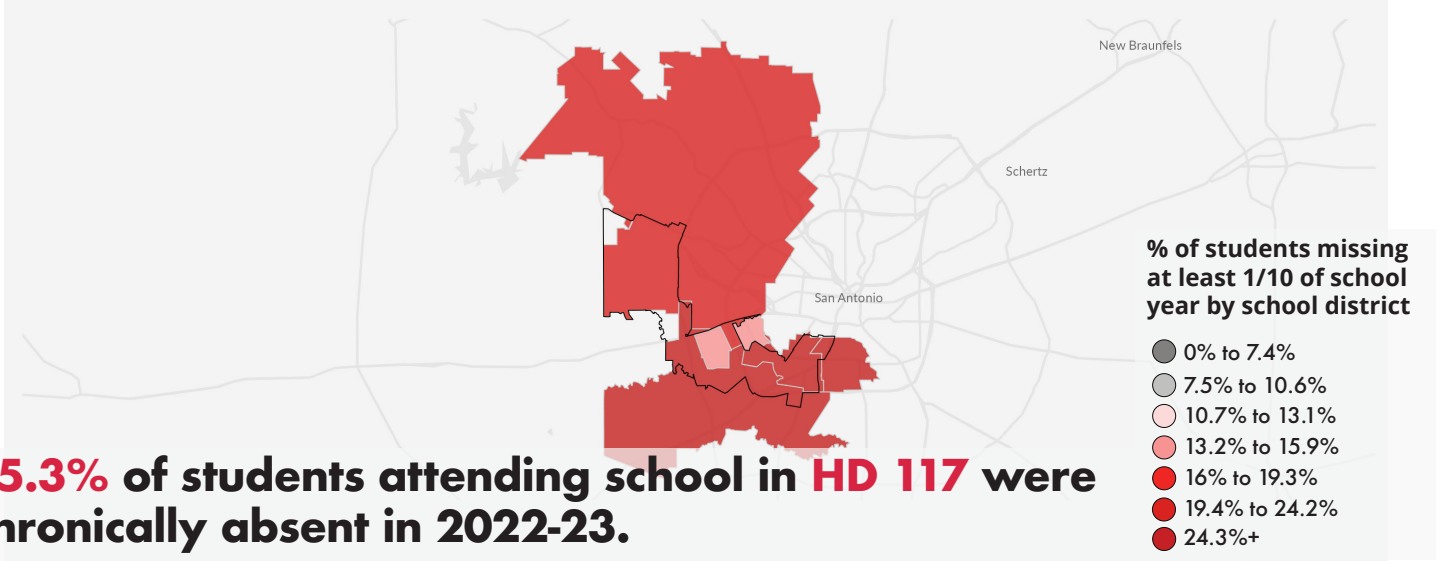 New Braunfels
Schertz
San Antonio
% of students missing
at least 1/10 of school
year by school district
0% to 7.4%
7.5% to 10.6%
10.7% to 13.1%
13.2% to 15.9%
16% to 19.3%
19.4% to 24.2%
24.3%+
5.3% of students attending school in HD 117 were
hronically absent in 2022-23.